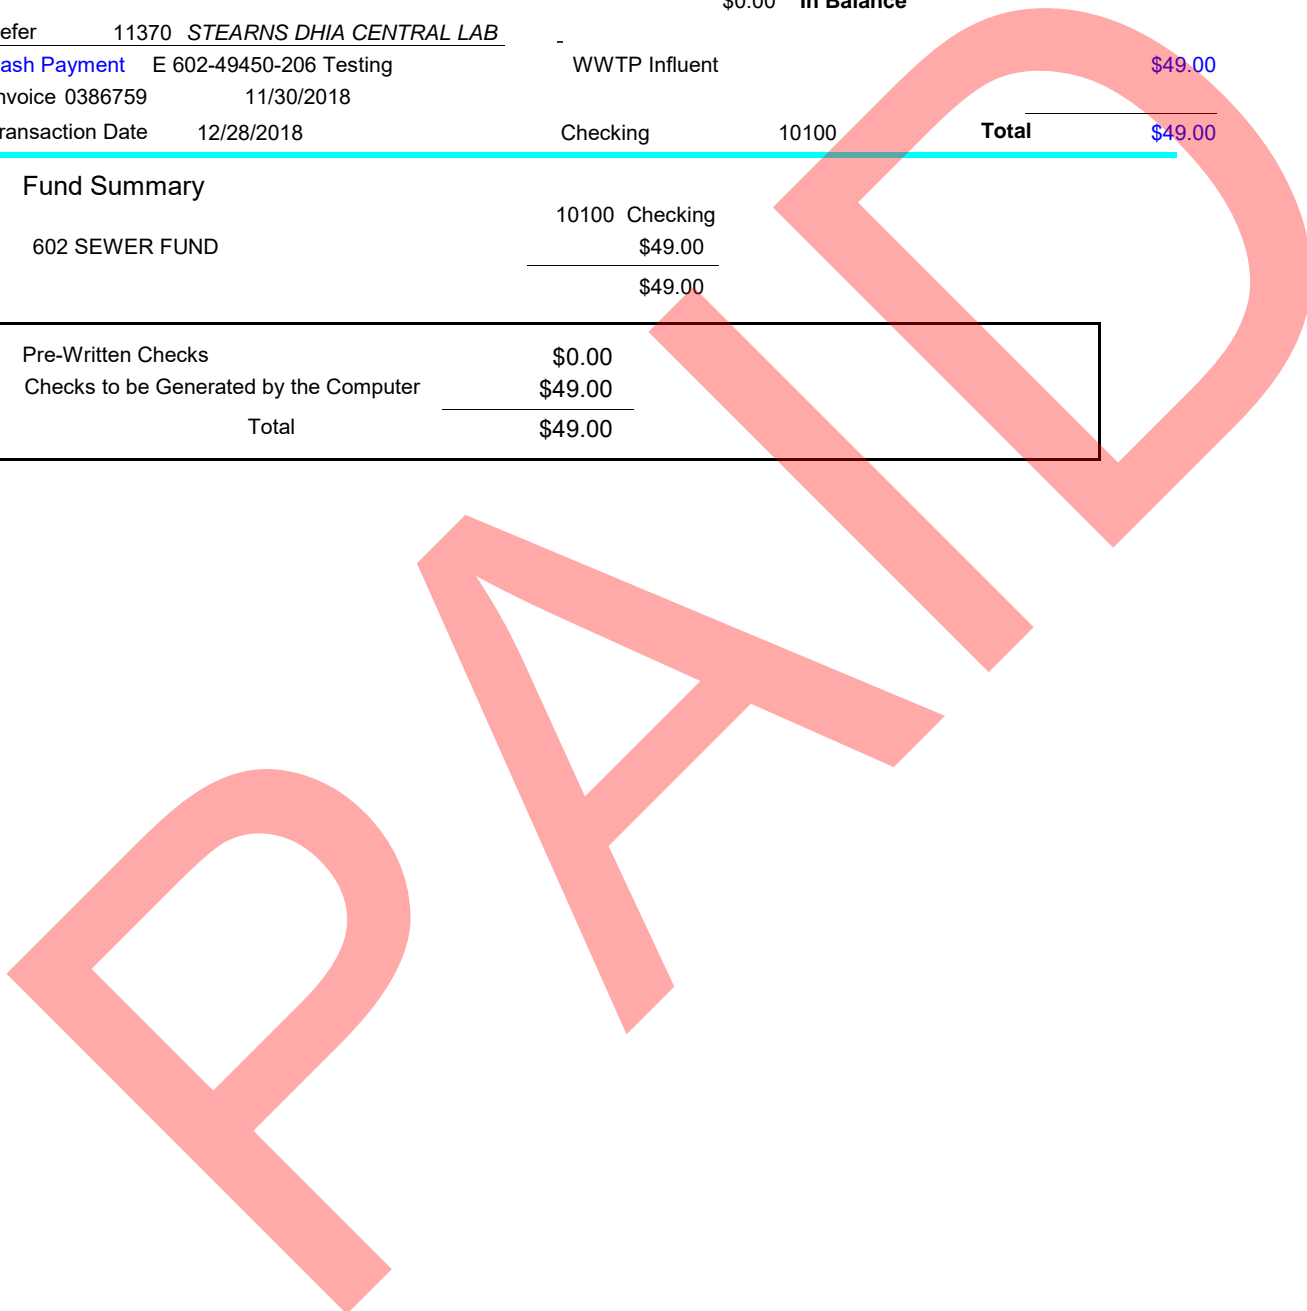 $0.00 In Balance
efer 11370 STEARNS DHIA CENTRAL LAB -
ash Payment E 602-49450-206 Testing WWTP Influent $49.00
nvoice 0386759 11/30/2018
ransaction Date 12/28/2018 Checking 10100 Total $49.00
Fund Summary
10100 Checking
602 SEWER FUND $49.00
$49.00
Pre-Written Checks $0.00
Checks to be Generated by the Computer $49.00
Total $49.00
PAID